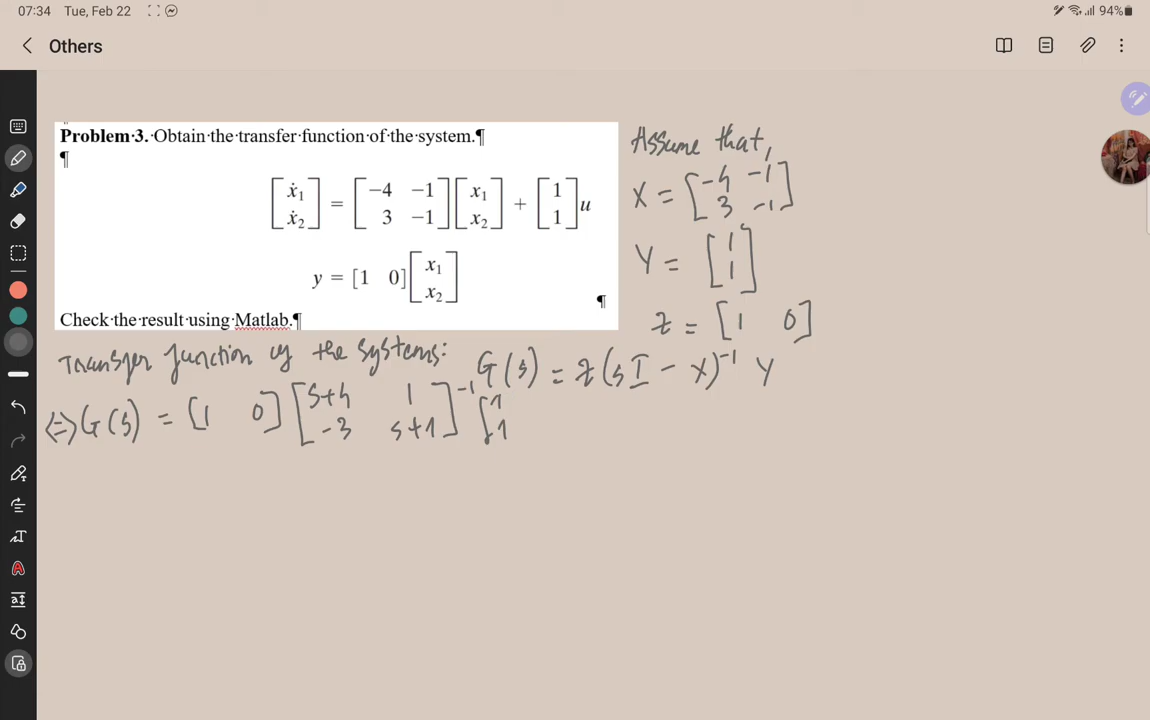 07:34 Tue, Feb 22
94%
Others
Problem·3.·Obtain·the·transfer·function·of·the·system.¶
¶
[ẋ₁ ẋ₂] = [−4 −1 3 −1] [x₁ x₂] + [1 1] u
y = [1 0] [x₁ x₂]
¶
Check·the·result·using·Matlab.¶
Assume that,
X = [-4 -1 3 -1]
Y = [1 1]
Z = [1 0]
Transfer function of the systems: G(s) = Z(sI - X)⁻¹ Y
<=> G(s) = [1 0] [s+4 1 -3 s+1]⁻¹ [1 1